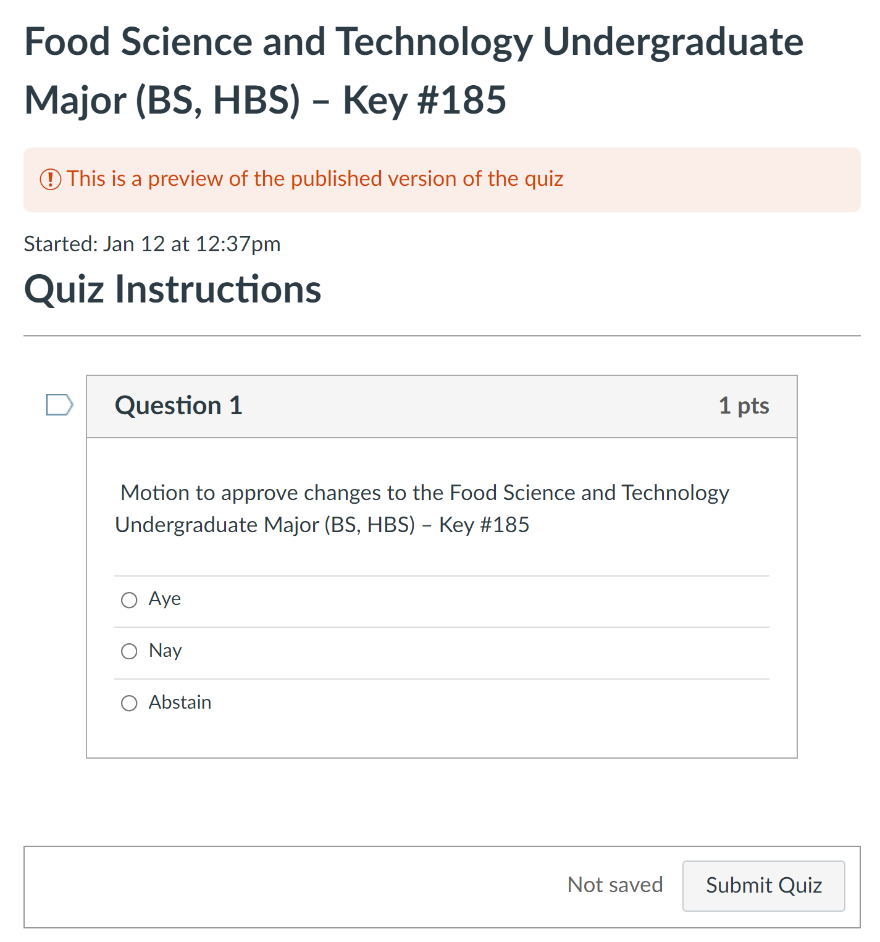 Food Science and Technology Undergraduate
Major (BS, HBS) – Key #185
This is a preview of the published version of the quiz
Started: Jan 12 at 12:37pm
Quiz Instructions
Question 1 1 pts
Motion to approve changes to the Food Science and Technology
Undergraduate Major (BS, HBS) – Key #185
Aye
Nay
Abstain
Not saved Submit Quiz